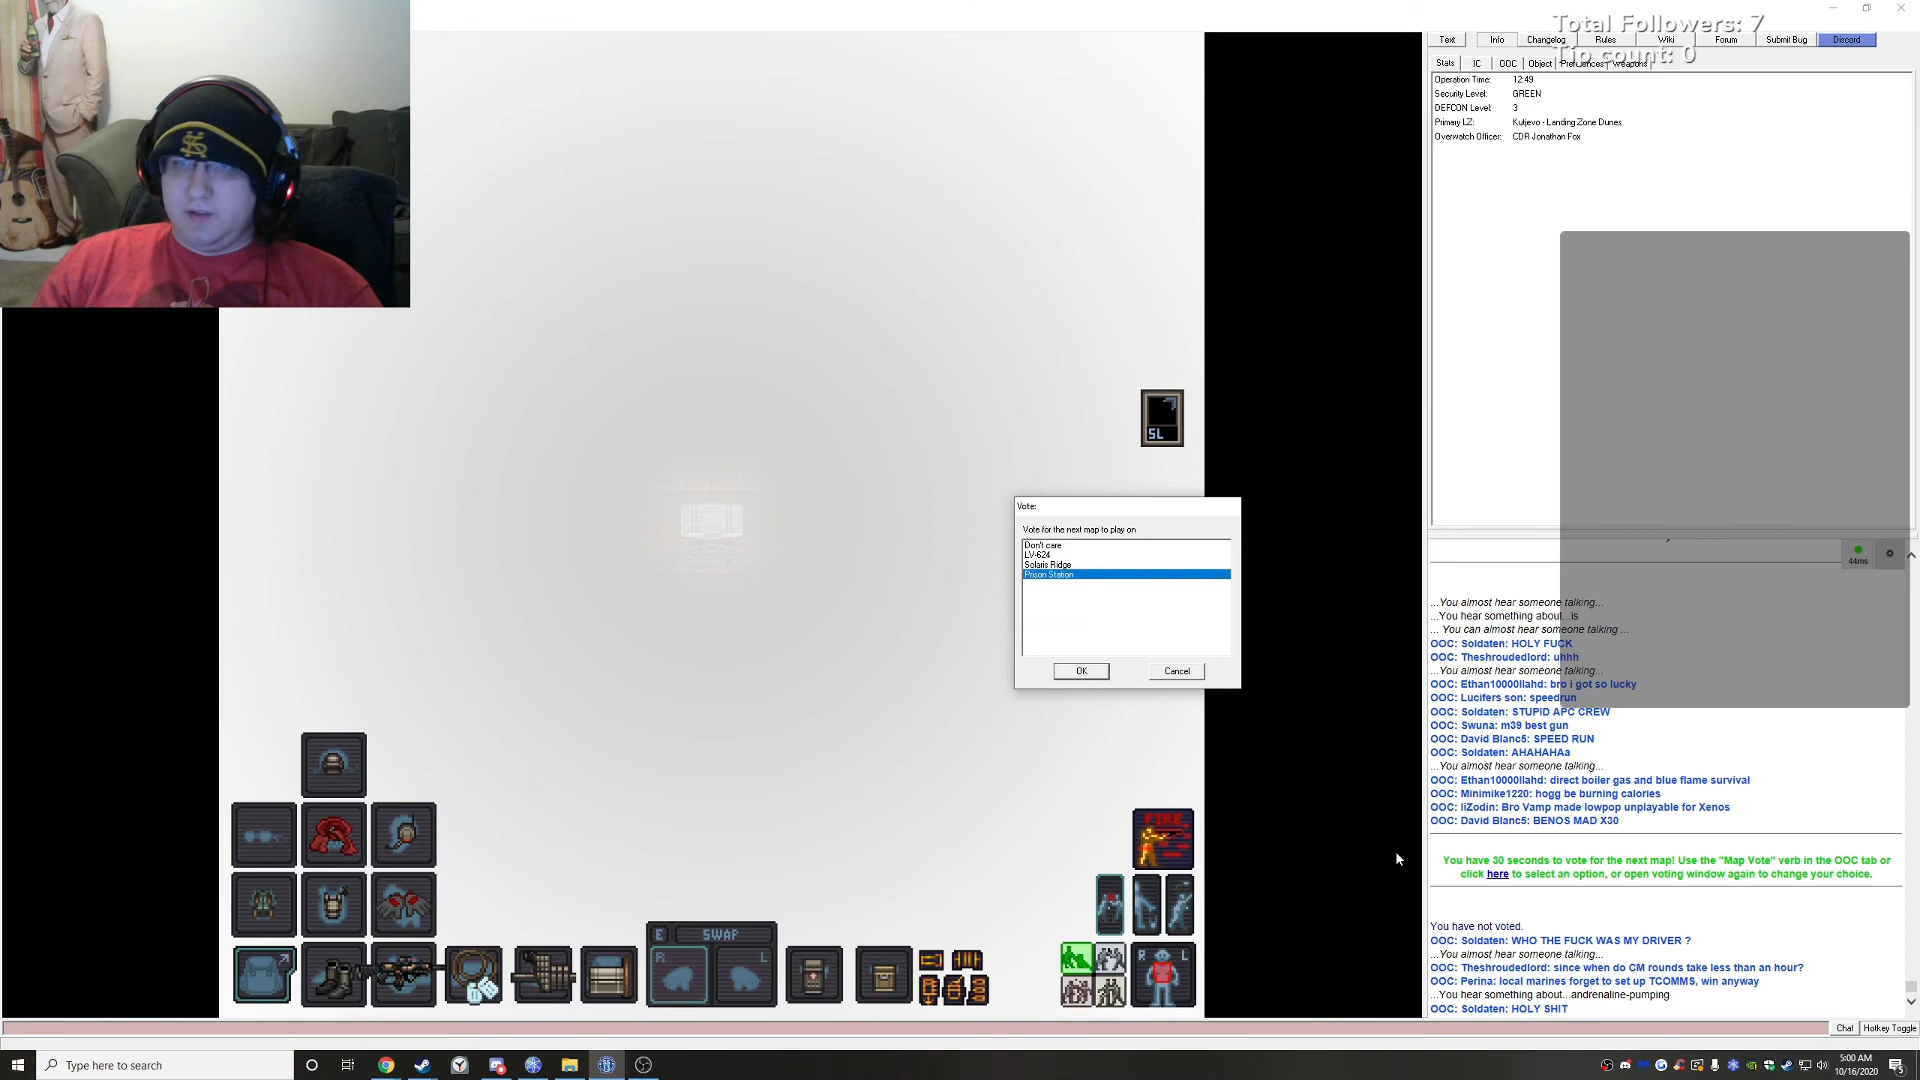 Total Followers: 7
Tip count: 0
Text
Info
Changelog
Rules
Wiki
Forum
Submit Bug
Discord
Stats
IC
OOC
Object
Preferences
Weapons
Operation Time: 12:49
Security Level: GREEN
DEFCON Level: 3
Primary LZ: Kutjevo - Landing Zone Dunes
Overwatch Officer: CDR Jonathan Fox
SL
Vote:
Vote for the next map to play on
Don't care
LV-624
Solaris Ridge
Prison Station
OK
Cancel
44ms
...You almost hear someone talking...
...You hear something about...is
... You can almost hear someone talking ...
OOC: Soldaten: HOLY FUCK
OOC: Theshroudedlord: uhhh
...You almost hear someone talking...
OOC: Ethan10000llahd: bro i got so lucky
OOC: Lucifers son: speedrun
OOC: Soldaten: STUPID APC CREW
OOC: Swuna: m39 best gun
OOC: David Blanc5: SPEED RUN
OOC: Soldaten: AHAHAHAa
...You almost hear someone talking...
OOC: Ethan10000llahd: direct boiler gas and blue flame survival
OOC: Minimike1220: hogg be burning calories
OOC: liZodin: Bro Vamp made lowpop unplayable for Xenos
OOC: David Blanc5: BENOS MAD X30
You have 30 seconds to vote for the next map! Use the "Map Vote" verb in the OOC tab or
click here to select an option, or open voting window again to change your choice.
You have not voted.
OOC: Soldaten: WHO THE FUCK WAS MY DRIVER ?
...You almost hear someone talking...
OOC: Theshroudedlord: since when do CM rounds take less than an hour?
OOC: Perina: local marines forget to set up TCOMMS, win anyway
...You hear something about...andrenaline-pumping
OOC: Soldaten: HOLY SHIT
FIRE
E SWAP
R L
R L
Chat
Hotkey Toggle
Type here to search
5:00 AM
10/16/2020